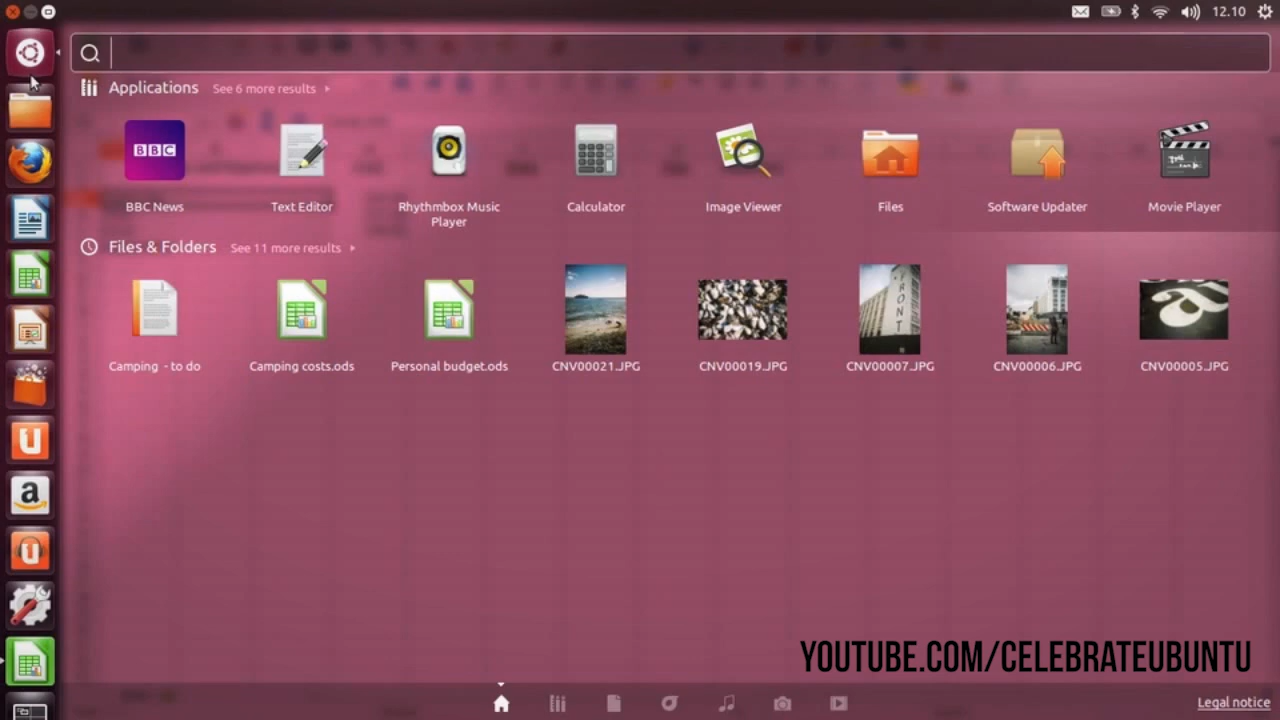 12.10
Applications See 6 more results
BBC
BBC News
Text Editor
Rhythmbox Music Player
Calculator
Image Viewer
Files
Software Updater
Movie Player
Files & Folders See 11 more results
FRONT
Camping - to do
Camping costs.ods
Personal budget.ods
CNV00021.JPG
CNV00019.JPG
CNV00007.JPG
CNV00006.JPG
CNV00005.JPG
YOUTUBE.COM/CELEBRATEUBUNTU
Legal notice